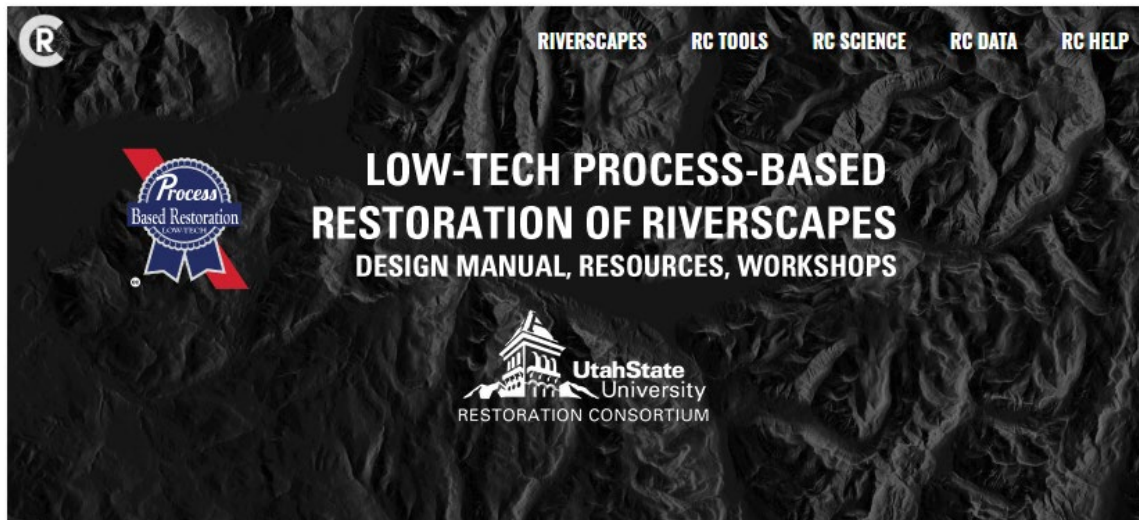 RIVERSCAPES RC TOOLS RC SCIENCE RC DATA RC HELP
Process
Based Restoration
LOW-TECH
cc
LOW-TECH PROCESS-BASED
RESTORATION OF RIVERSCAPES
DESIGN MANUAL, RESOURCES, WORKSHOPS
UtahState
University
RESTORATION CONSORTIUM